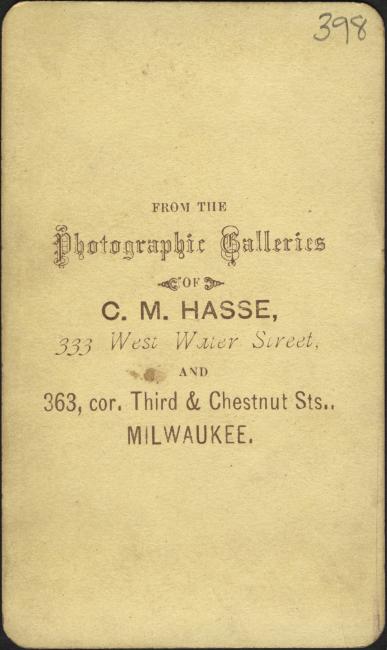 398
FROM THE
Photographic Galleries
OF
C. M. HASSE,
333 West Water Street,
AND
363, cor. Third & Chestnut Sts.,
MILWAUKEE.